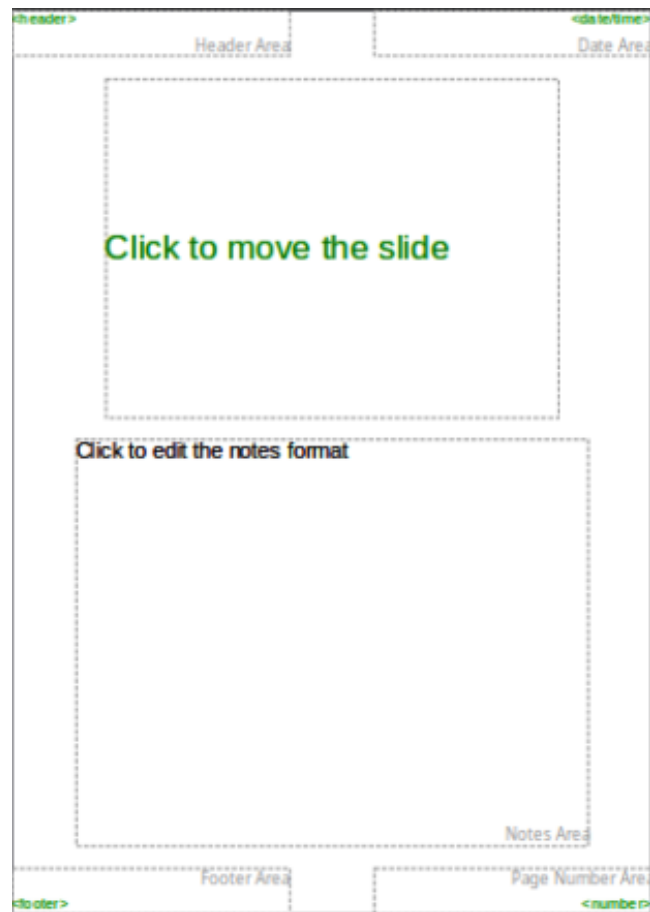 <header> <date/time>
Header Area Date Area
Click to move the slide
Click to edit the notes format
Notes Area
Footer Area Page Number Area
<footer> <number>